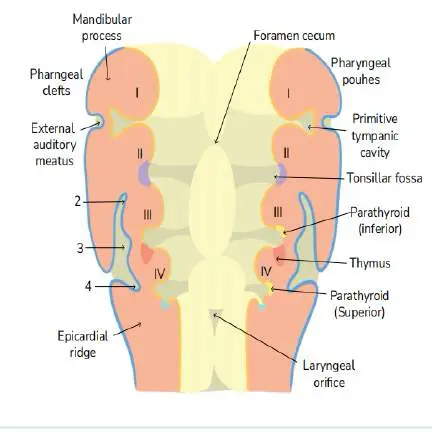 Mandibular
process
Foramen cecum
Pharyngeal
pouhes
Pharngeal
clefts
I
I
External
auditory
meatus
Primitive
tympanic
cavity
II
II
Tonsillar fossa
2
III
III
Parathyroid
(inferior)
3
IV
IV
Thymus
4
Parathyroid
(Superior)
Epicardial
ridge
Laryngeal
orifice